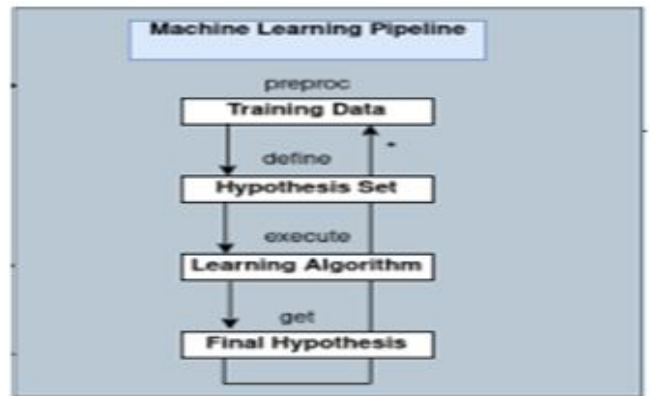 Machine Learning Pipeline
preproc
Training Data
define
Hypothesis Set
execute
Learning Algorithm
get
Final Hypothesis